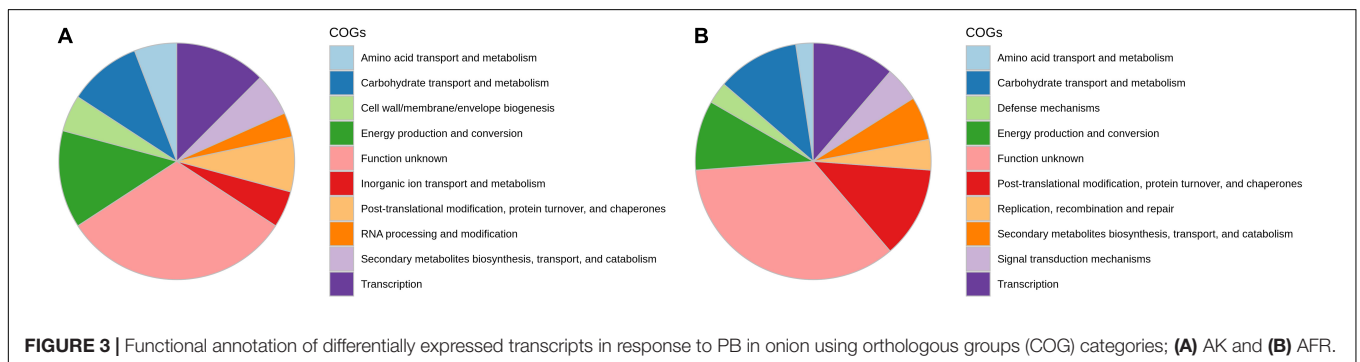 A
COGs
Amino acid transport and metabolism
Carbohydrate transport and metabolism
Cell wall/membrane/envelope biogenesis
Energy production and conversion
Function unknown
Inorganic ion transport and metabolism
Post-translational modification, protein turnover, and chaperones
RNA processing and modification
Secondary metabolites biosynthesis, transport, and catabolism
Transcription
B
COGs
Amino acid transport and metabolism
Carbohydrate transport and metabolism
Defense mechanisms
Energy production and conversion
Function unknown
Post-translational modification, protein turnover, and chaperones
Replication, recombination and repair
Secondary metabolites biosynthesis, transport, and catabolism
Signal transduction mechanisms
Transcription
FIGURE 3 | Functional annotation of differentially expressed transcripts in response to PB in onion using orthologous groups (COG) categories; (A) AK and (B) AFR.